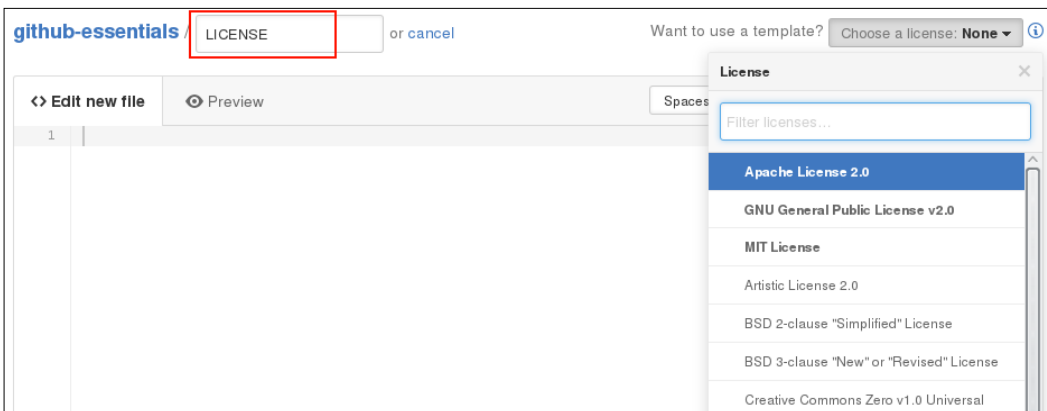 github-essentials / LICENSE or cancel Want to use a template? Choose a license: None
License
<> Edit new file Preview Spaces
Filter licenses...
1
Apache License 2.0
GNU General Public License v2.0
MIT License
Artistic License 2.0
BSD 2-clause "Simplified" License
BSD 3-clause "New" or "Revised" License
Creative Commons Zero v1.0 Universal